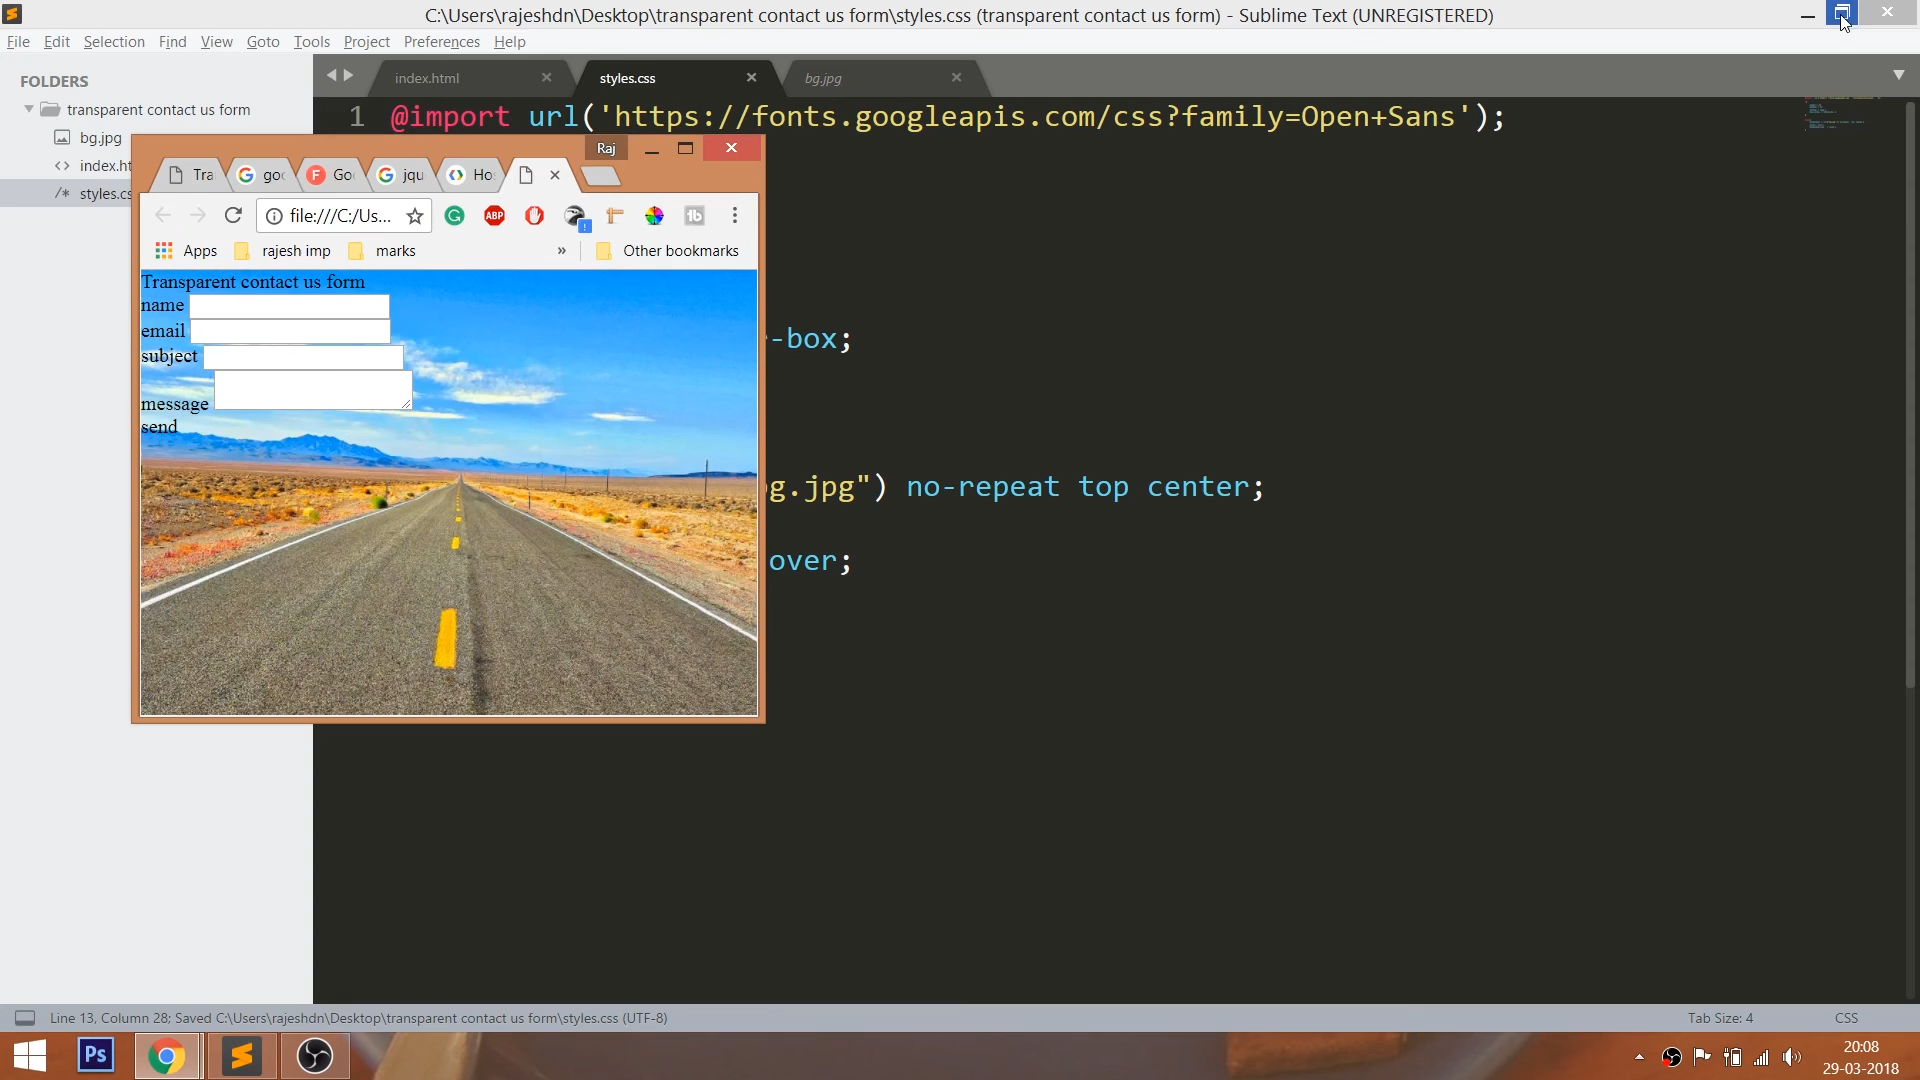 C:\Users\rajeshdn\Desktop\transparent contact us form\styles.css (transparent contact us form) - Sublime Text (UNREGISTERED)
File Edit Selection Find View Goto Tools Project Preferences Help
FOLDERS
transparent contact us form
bg.jpg
index.ht
styles.cs
index.html
styles.css
bg.jpg
1 @import url('https://fonts.googleapis.com/css?family=Open+Sans');
-box;
g.jpg") no-repeat top center;
over;
Raj
Tra
goo
Go
jqu
Ho
file:///C:/Us...
ABP
Apps
rajesh imp
marks
»
Other bookmarks
Transparent contact us form
name
email
subject
message
send
Line 13, Column 28; Saved C:\Users\rajeshdn\Desktop\transparent contact us form\styles.css (UTF-8)
Tab Size: 4
CSS
Ps
20:08
29-03-2018